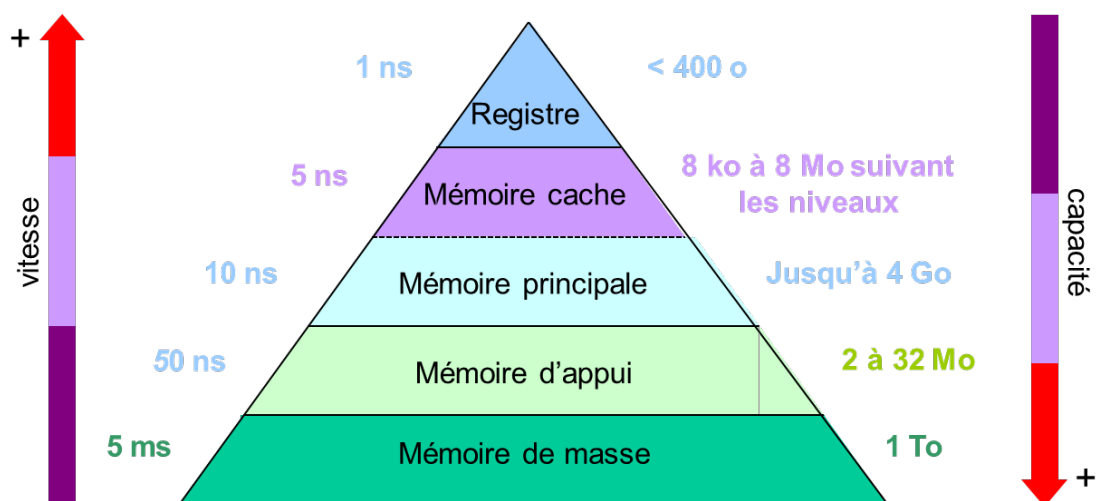 +
vitesse
1 ns
Registre
< 400 o
5 ns
Mémoire cache
8 ko à 8 Mo suivant
les niveaux
10 ns
Mémoire principale
Jusqu'à 4 Go
50 ns
Mémoire d'appui
2 à 32 Mo
5 ms
Mémoire de masse
1 To
capacité
+